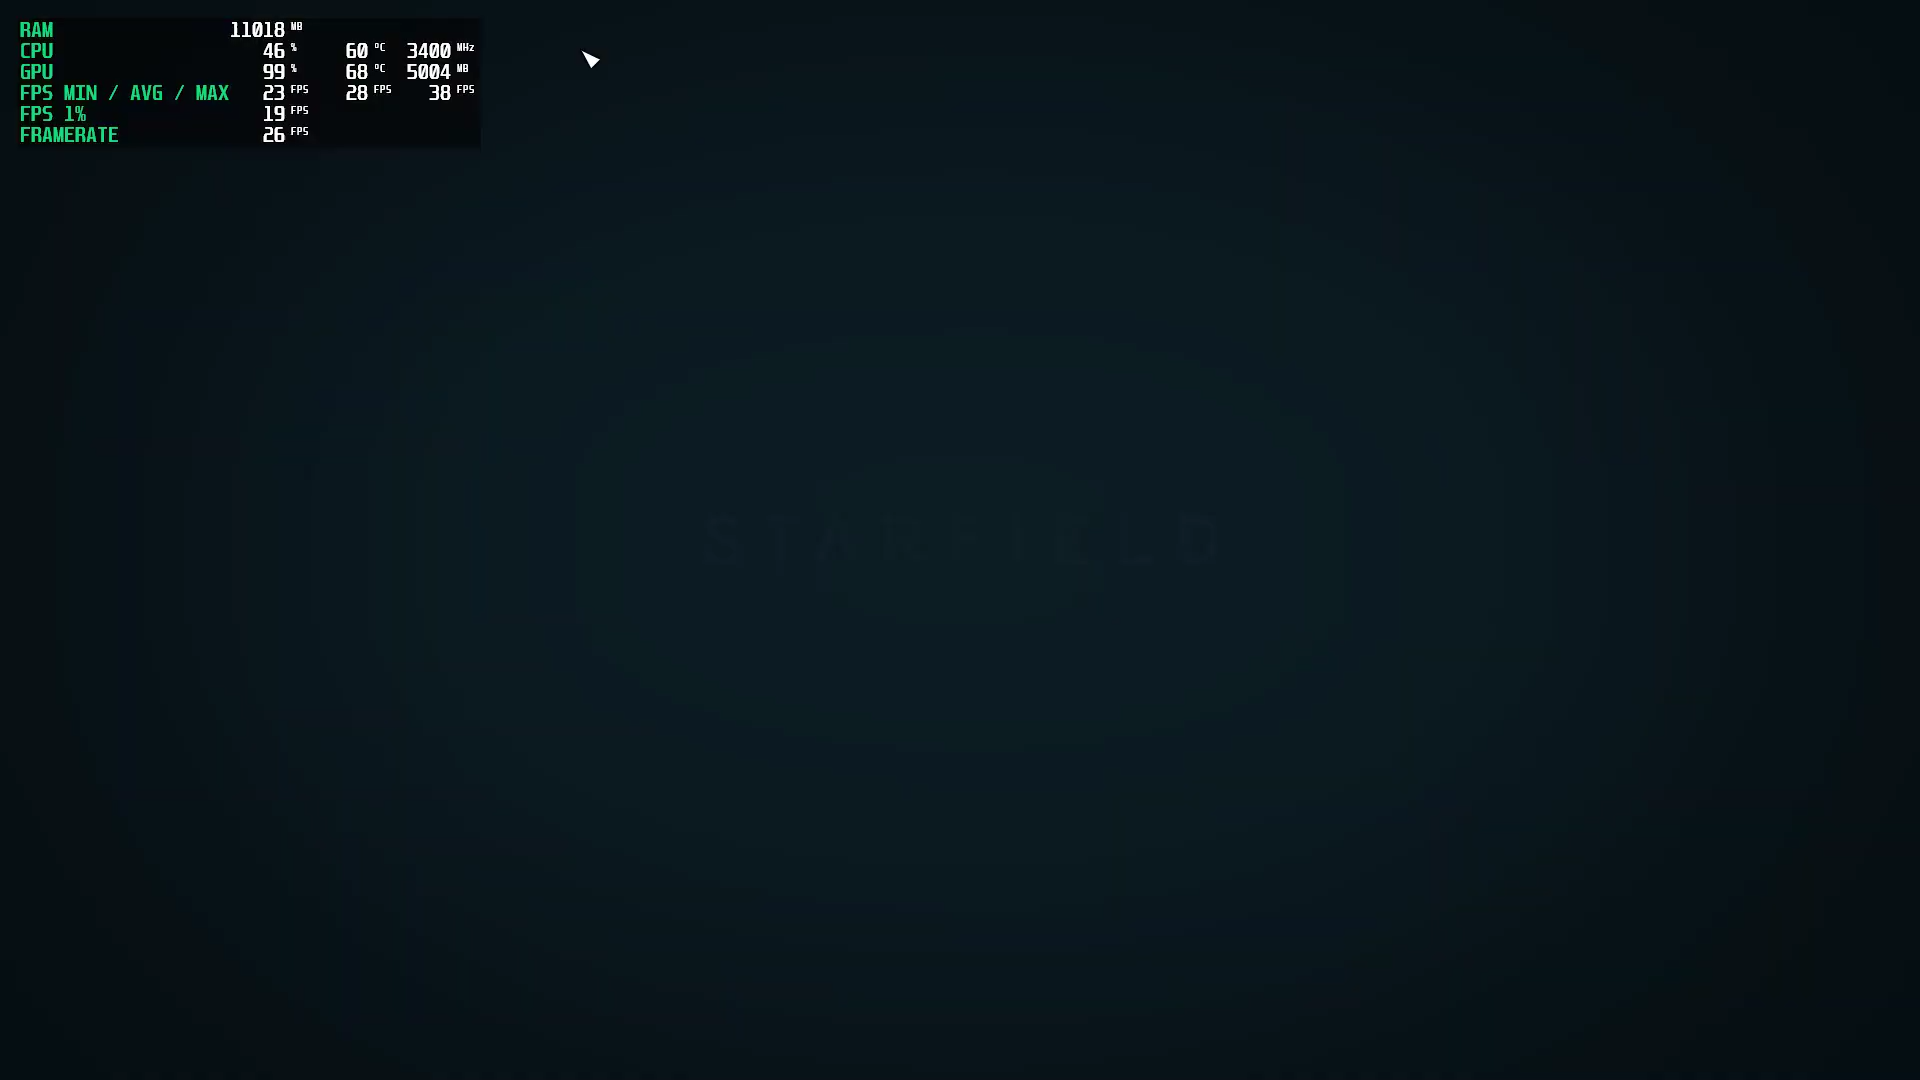 RAM 11018 MB
CPU 46 % 60 °C 3400 MHz
GPU 99 % 68 °C 5004 MB
FPS MIN / AVG / MAX 23 FPS 28 FPS 38 FPS
FPS 1% 19 FPS
FRAMERATE 26 FPS
STARFIELD